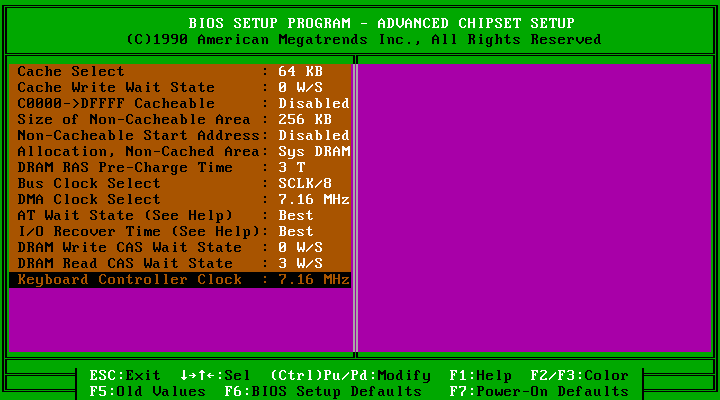 BIOS SETUP PROGRAM - ADVANCED CHIPSET SETUP
(C)1990 American Megatrends Inc., All Rights Reserved
Cache Select : 64 KB
Cache Write Wait State : 0 W/S
C0000->DFFFF Cacheable : Disabled
Size of Non-Cacheable Area : 256 KB
Non-Cacheable Start Address: Disabled
Allocation, Non-Cached Area: Sys DRAM
DRAM RAS Pre-Charge Time : 3 T
Bus Clock Select : SCLK/8
DMA Clock Select : 7.16 MHz
AT Wait State (See Help) : Best
I/O Recover Time (See Help): Best
DRAM Write CAS Wait State : 0 W/S
DRAM Read CAS Wait State : 3 W/S
Keyboard Controller Clock : 7.16 MHz
ESC:Exit ↓→↑←:Sel (Ctrl)Pu/Pd:Modify F1:Help F2/F3:Color
F5:Old Values F6:BIOS Setup Defaults F7:Power-On Defaults